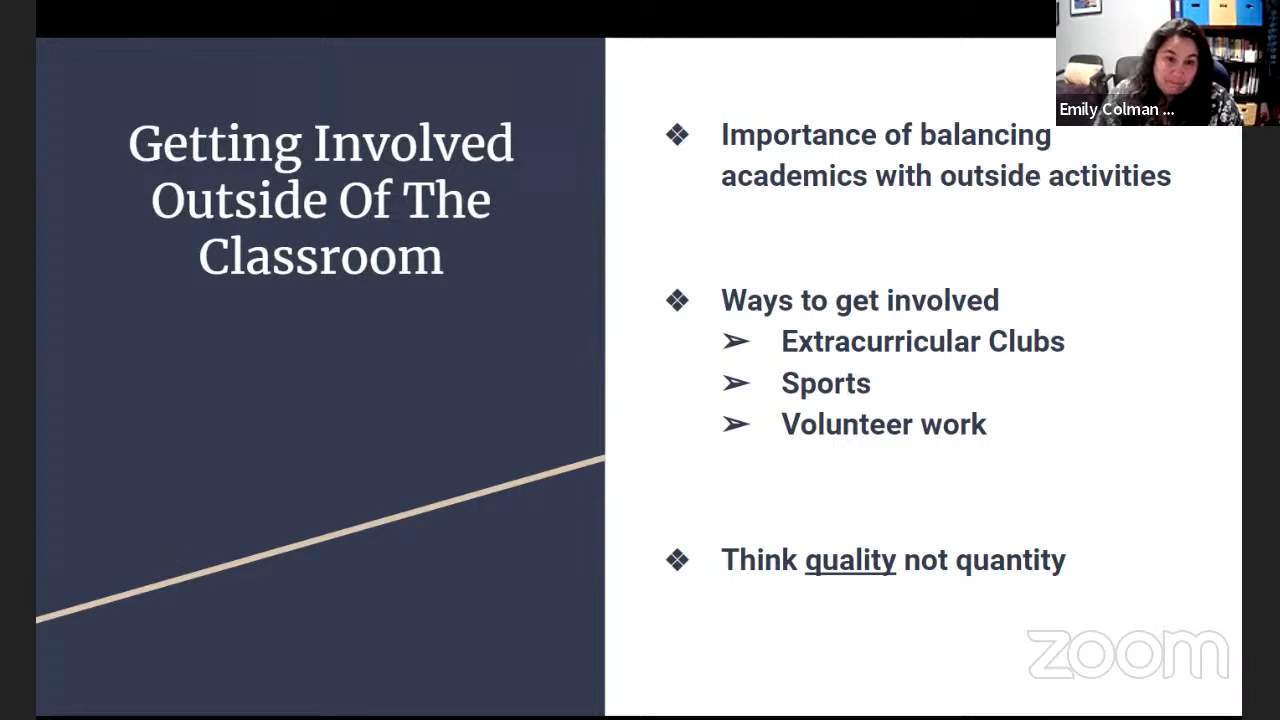 Getting Involved
Outside Of The
Classroom
Emily Colman ...
❖ Importance of balancing
academics with outside activities
❖ Ways to get involved
➢ Extracurricular Clubs
➢ Sports
➢ Volunteer work
❖ Think quality not quantity
zoom